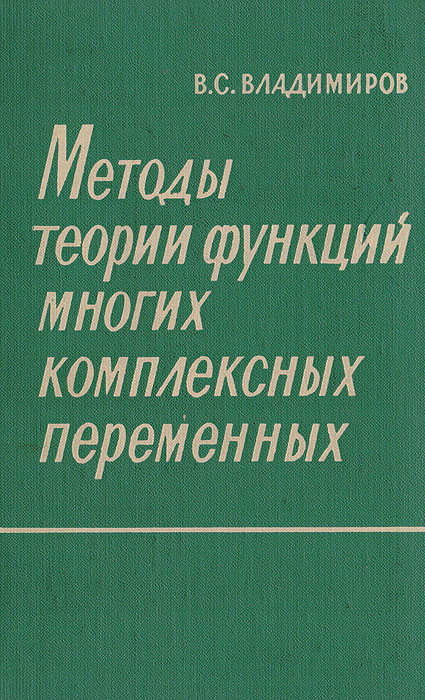 В.С. ВЛАДИМИРОВ
Методы
теории функций
многих
комплексных
переменных